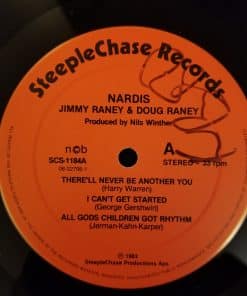 SteepleChase Records
NARDIS
JIMMY RANEY & DOUG RANEY
Produced by Nils Winther
n©b
SCS-1184A
A
STEREO — 33 rpm
THERE'LL NEVER BE ANOTHER YOU
(Harry Warren)
I CAN'T GET STARTED
(George Gershwin)
ALL GODS CHILDREN GOT RHYTHM
(Jerman-Kahn-Karper)
℗ 1983
SteepleChase Productions Aps.